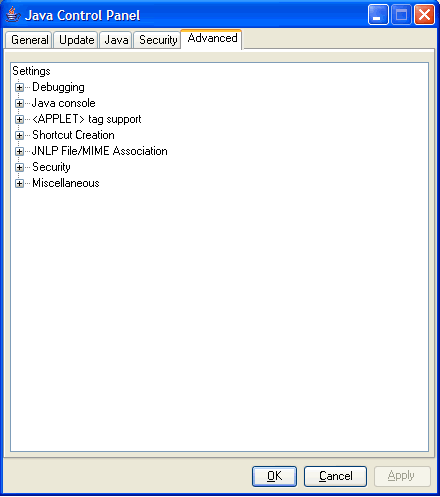 Java Control Panel
General Update Java Security Advanced
Settings
Debugging
Java console
<APPLET> tag support
Shortcut Creation
JNLP File/MIME Association
Security
Miscellaneous
OK Cancel Apply